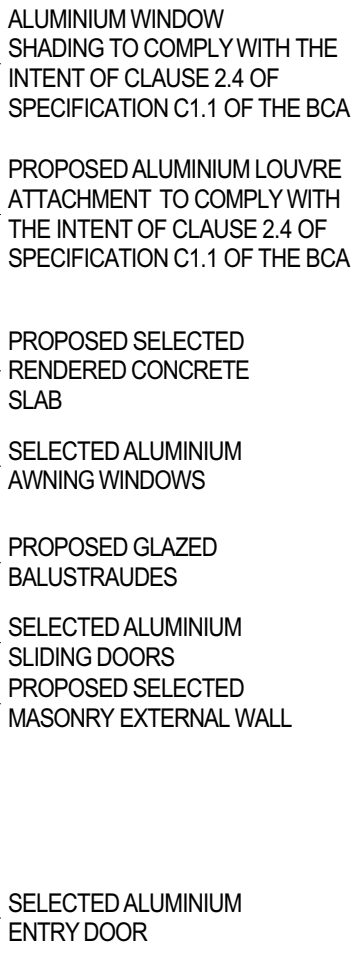 ALUMINIUM WINDOW
SHADING TO COMPLY WITH THE
INTENT OF CLAUSE 2.4 OF
SPECIFICATION C1.1 OF THE BCA
PROPOSED ALUMINIUM LOUVRE
ATTACHMENT TO COMPLY WITH
THE INTENT OF CLAUSE 2.4 OF
SPECIFICATION C1.1 OF THE BCA
PROPOSED SELECTED
RENDERED CONCRETE
SLAB
SELECTED ALUMINIUM
AWNING WINDOWS
PROPOSED GLAZED
BALUSTRAUDES
SELECTED ALUMINIUM
SLIDING DOORS
PROPOSED SELECTED
MASONRY EXTERNAL WALL
SELECTED ALUMINIUM
ENTRY DOOR